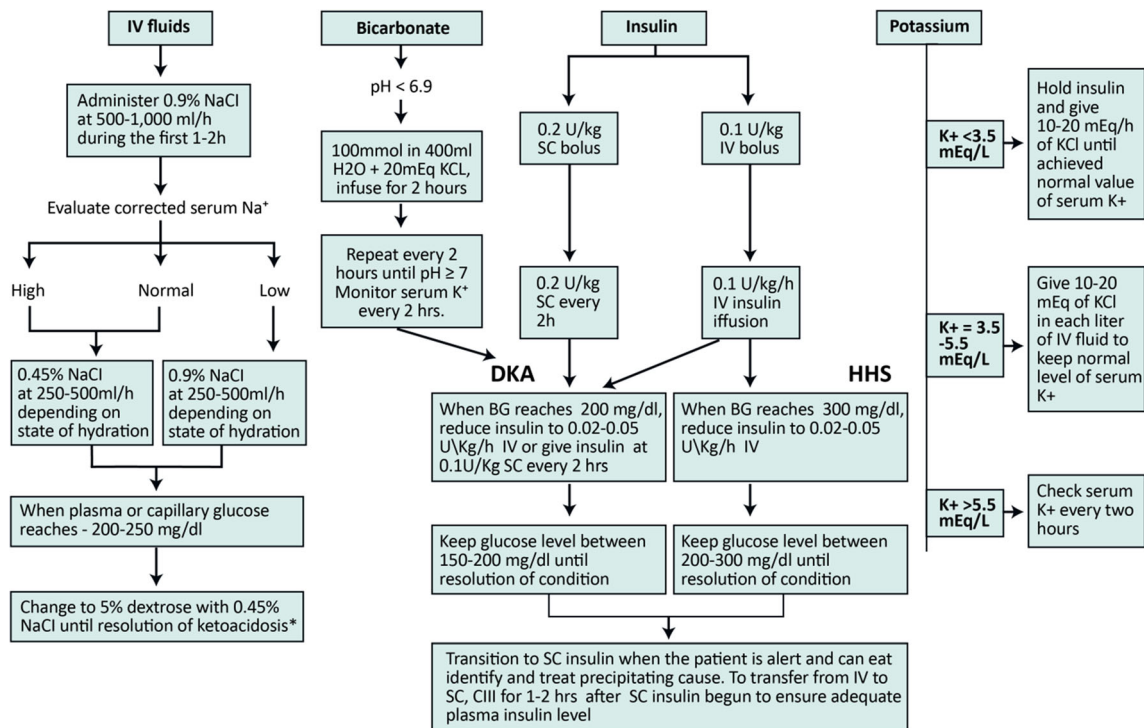 IV fluids
Administer 0.9% NaCl
at 500-1,000 ml/h
during the first 1-2h
Evaluate corrected serum Na⁺
High
Normal
Low
0.45% NaCl
at 250-500ml/h
depending on
state of hydration
0.9% NaCl
at 250-500ml/h
depending on
state of hydration
When plasma or capillary glucose
reaches - 200-250 mg/dl
Change to 5% dextrose with 0.45%
NaCl until resolution of ketoacidosis*
Bicarbonate
pH < 6.9
100mmol in 400ml
H2O + 20mEq KCL,
infuse for 2 hours
Repeat every 2
hours until pH ≥ 7
Monitor serum K⁺
every 2 hrs.
Insulin
0.2 U/kg
SC bolus
0.1 U/kg
IV bolus
0.2 U/kg
SC every
2h
0.1 U/kg/h
IV insulin
iffusion
DKA
HHS
When BG reaches 200 mg/dl,
reduce insulin to 0.02-0.05
U\Kg/h IV or give insulin at
0.1U/Kg SC every 2 hrs
When BG reaches 300 mg/dl,
reduce insulin to 0.02-0.05
U\Kg/h IV
Keep glucose level between
150-200 mg/dl until
resolution of condition
Keep glucose level between
200-300 mg/dl until
resolution of condition
Transition to SC insulin when the patient is alert and can eat
identify and treat precipitating cause. To transfer from IV to
SC, CIII for 1-2 hrs after SC insulin begun to ensure adequate
plasma insulin level
Potassium
K+ <3.5
mEq/L
Hold insulin
and give
10-20 mEq/h
of KCl until
achieved
normal value
of serum K+
K+ = 3.5
-5.5
mEq/L
Give 10-20
mEq of KCl
in each liter
of IV fluid to
keep normal
level of serum
K+
K+ >5.5
mEq/L
Check serum
K+ every two
hours